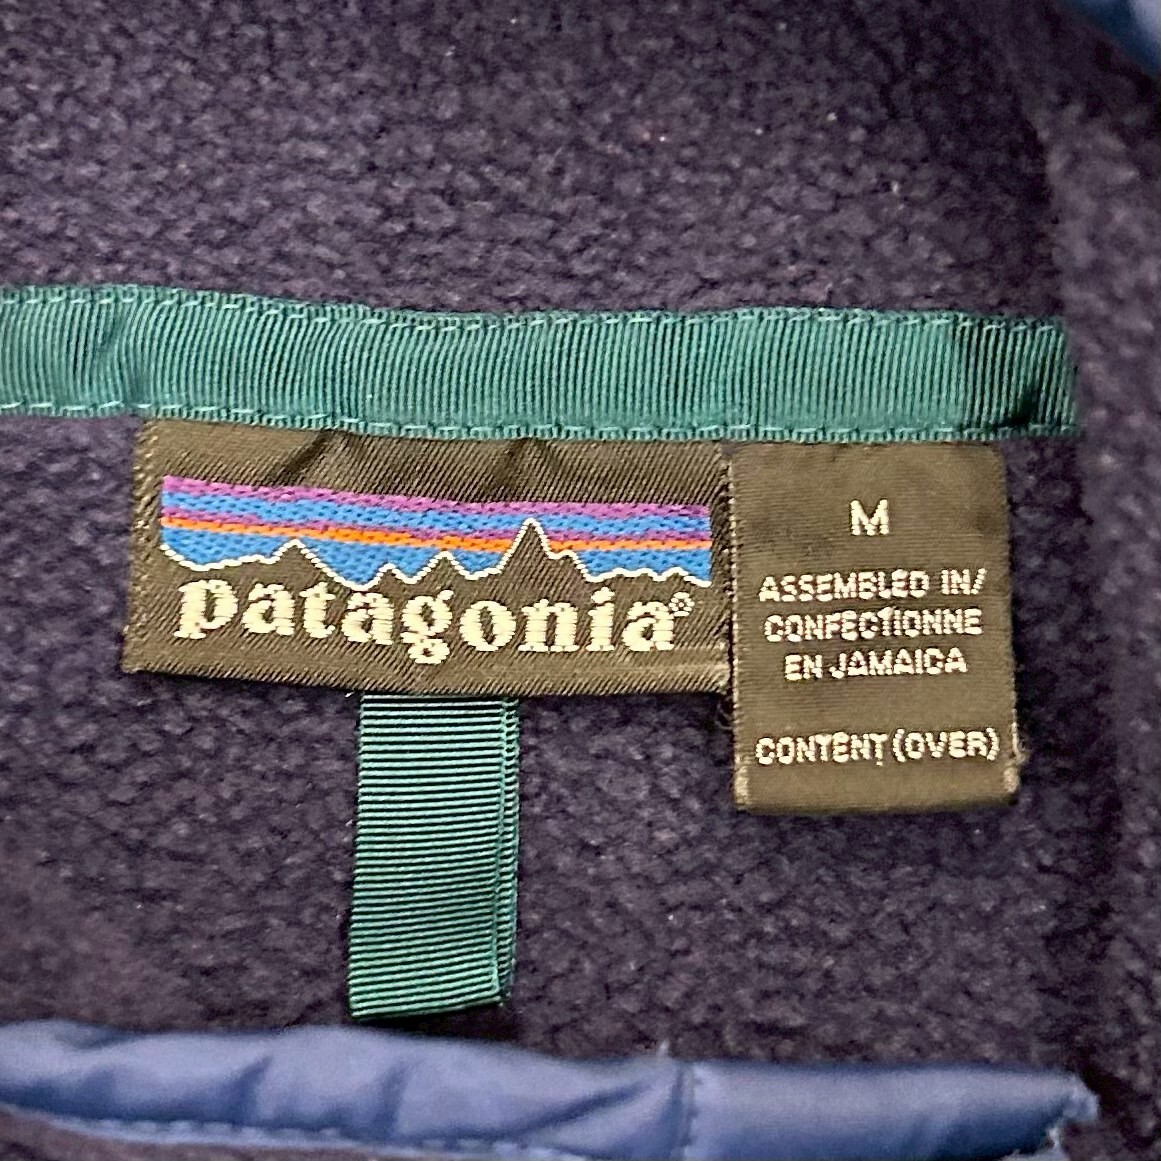 patagonia®
M
ASSEMBLED IN/
CONFECTIONNE
EN JAMAICA
CONTENT (OVER)